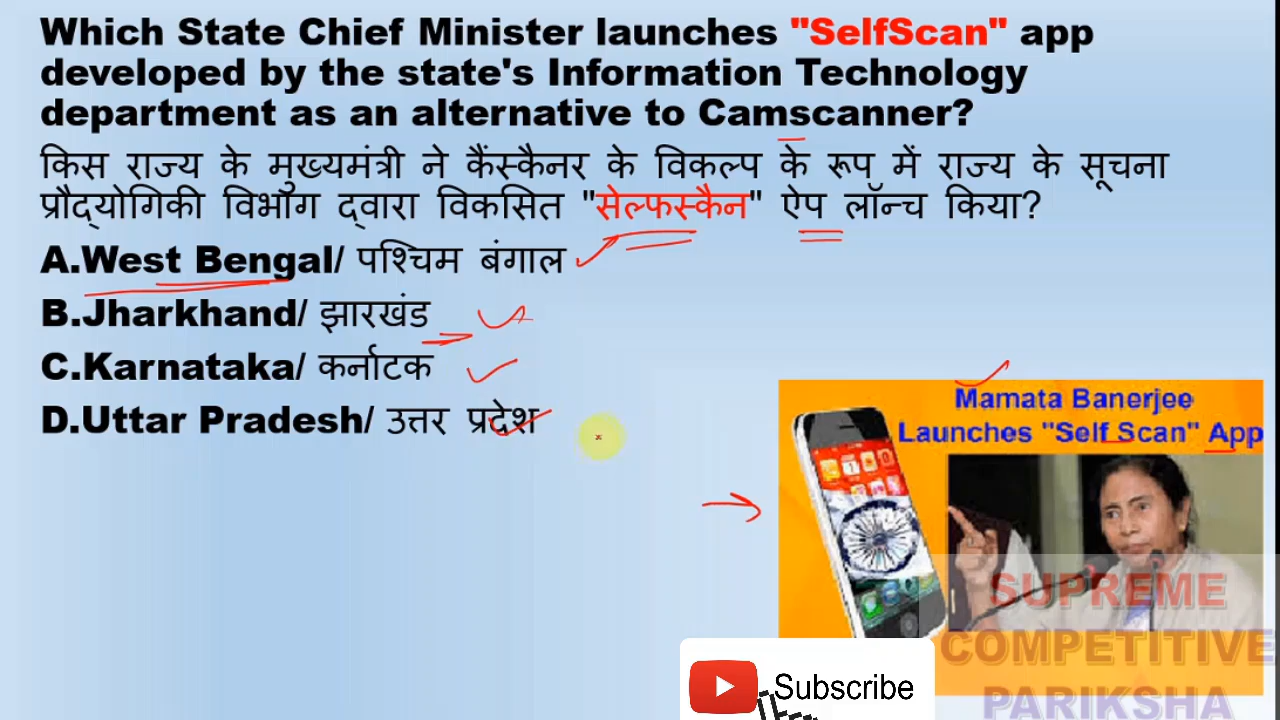 Which State Chief Minister launches "SelfScan" app
developed by the state's Information Technology
department as an alternative to Camscanner?
किस राज्य के मुख्यमंत्री ने कैंस्कैनर के विकल्प के रूप में राज्य के सूचना
प्रौद्योगिकी विभाग द्वारा विकसित "सेल्फस्कैन" ऐप लॉन्च किया?
A.West Bengal/ पश्चिम बंगाल
B.Jharkhand/ झारखंड
C.Karnataka/ कर्नाटक
D.Uttar Pradesh/ उत्तर प्रदेश
Mamata Banerjee
Launches "Self Scan" App
SUPREME
COMPETITIVE
PARIKSHA
Subscribe